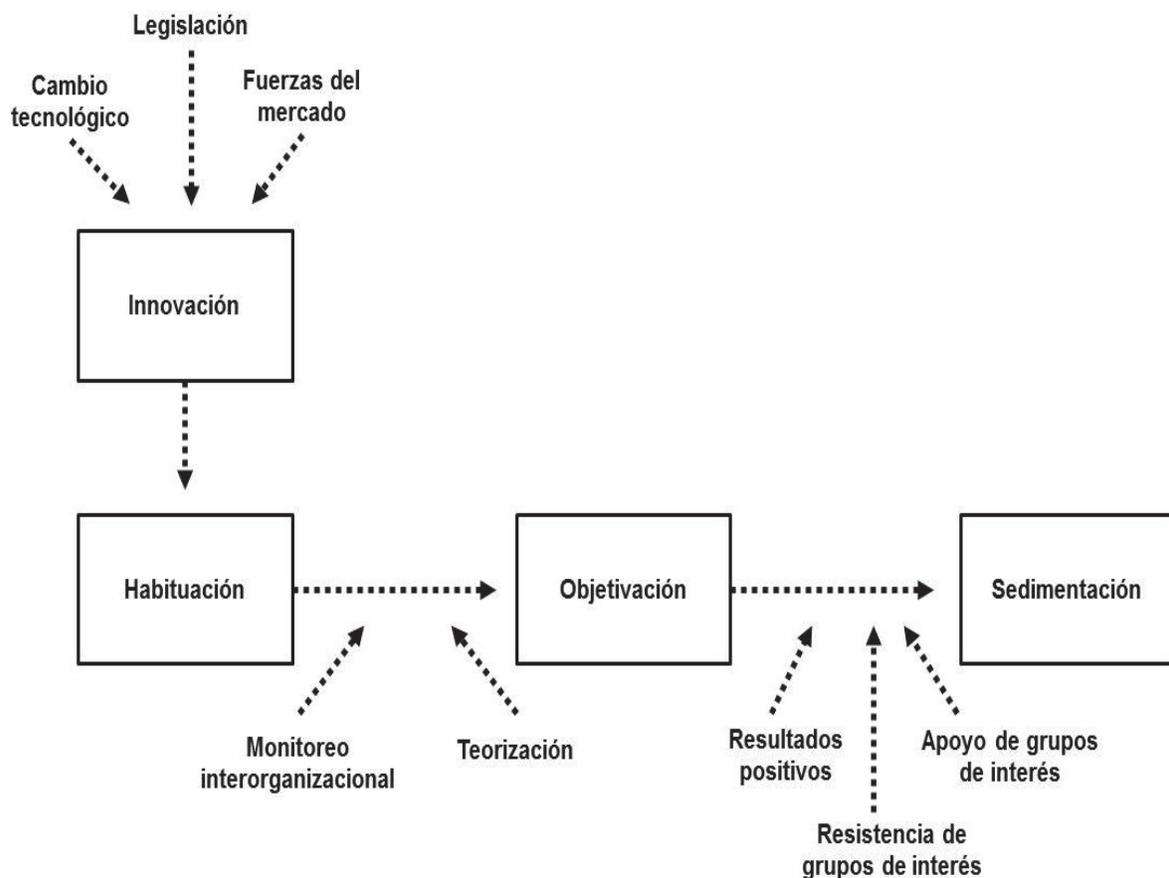 Legislación
Cambio
tecnológico
Fuerzas del
mercado
Innovación
Habituación
Objetivación
Sedimentación
Monitoreo
interorganizacional
Teorización
Resultados
positivos
Apoyo de grupos
de interés
Resistencia de
grupos de interés